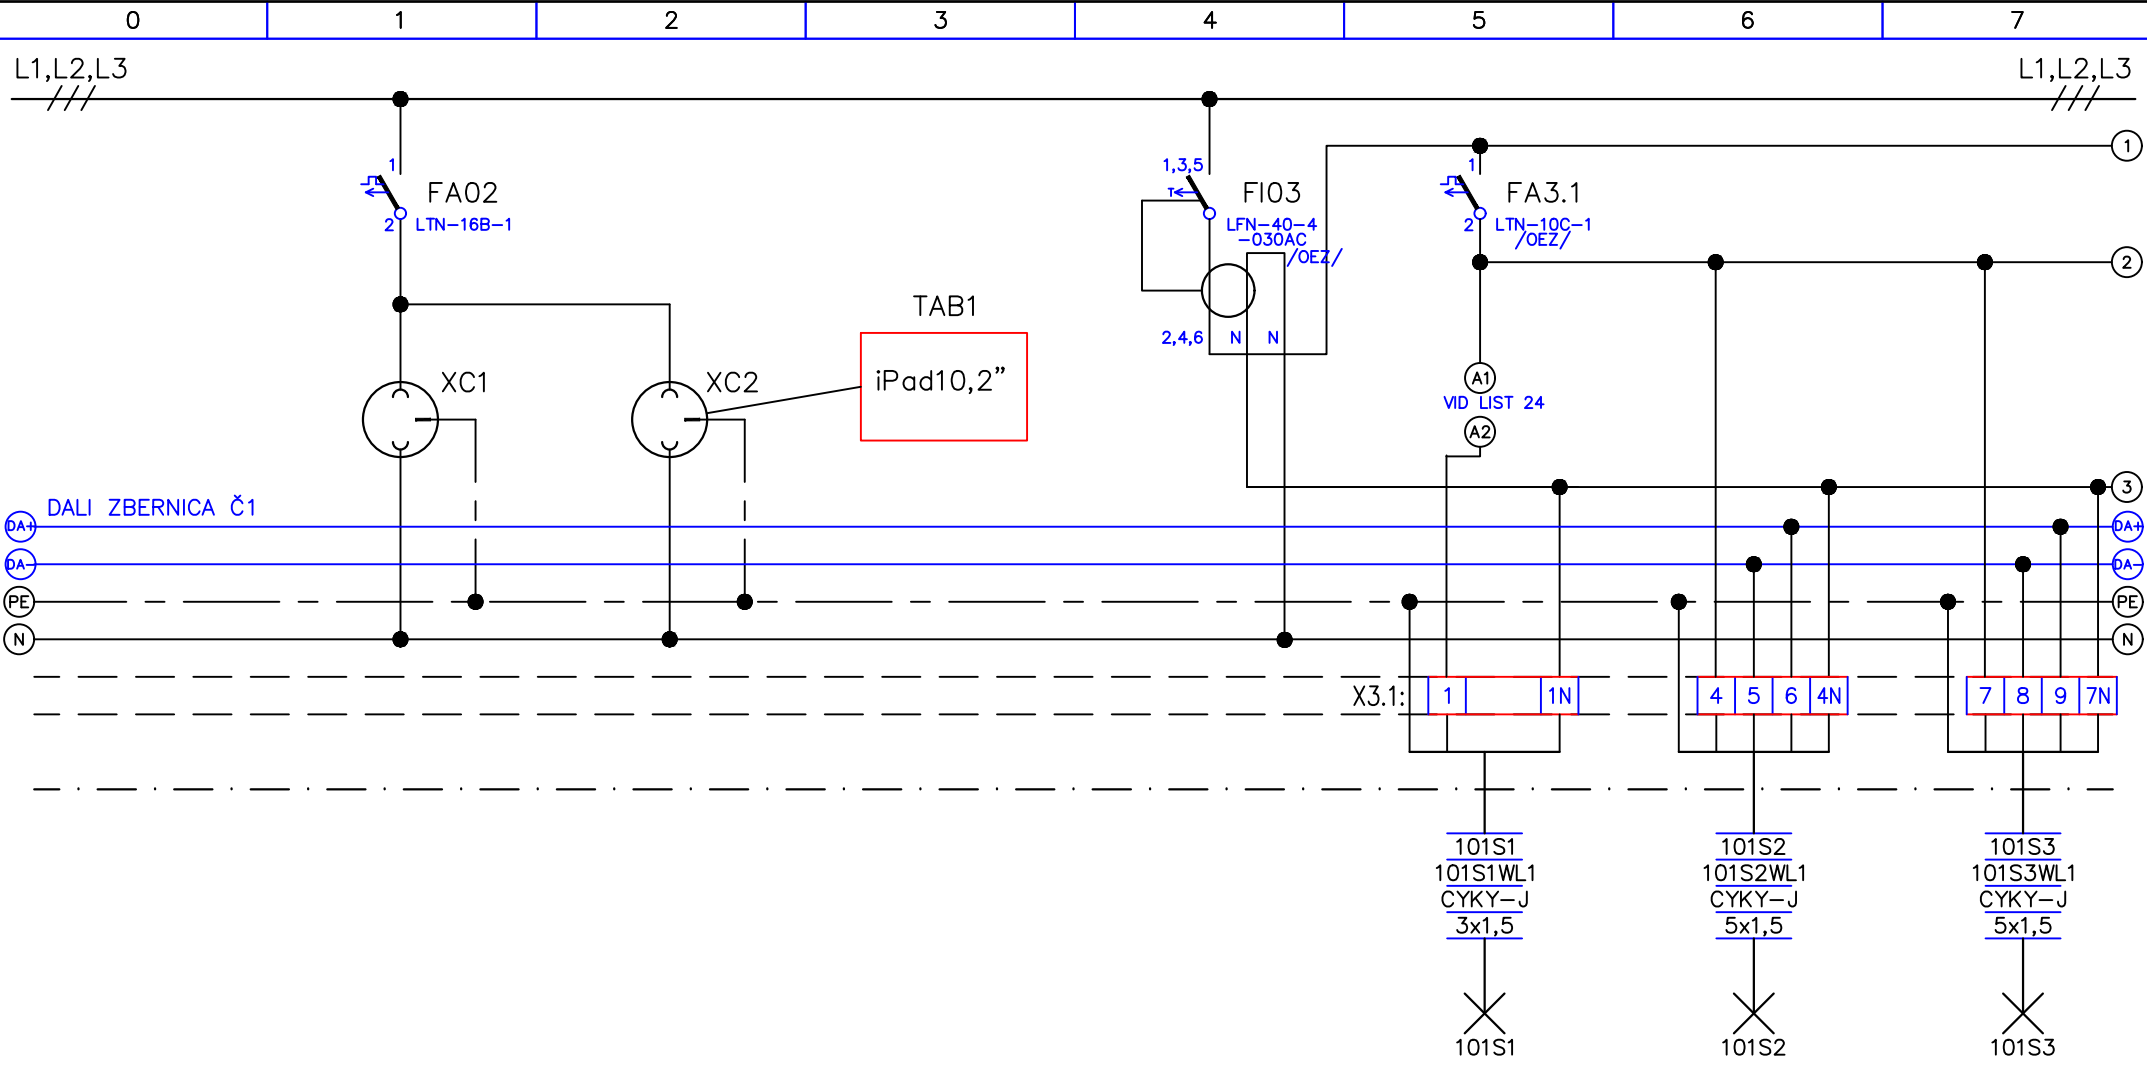 0 1 2 3 4 5 6 7
L1,L2,L3 L1,L2,L3
1
1 1,3,5 1
FA02 FI03 FA3.1
2 LTN-16B-1 LFN-40-4 2 LTN-10C-1
-030AC /OEZ/
/OEZ/
2
TAB1
2,4,6 N N
XC1 XC2 iPad10,2” A1
VID LIST 24
A2
3
DALI ZBERNICA Č1
DA+ DA+
DA- DA-
PE PE
N N
X3.1: 1 1N 4 5 6 4N 7 8 9 7N
101S1 101S2 101S3
101S1WL1 101S2WL1 101S3WL1
CYKY-J CYKY-J CYKY-J
3x1,5 5x1,5 5x1,5
101S1 101S2 101S3